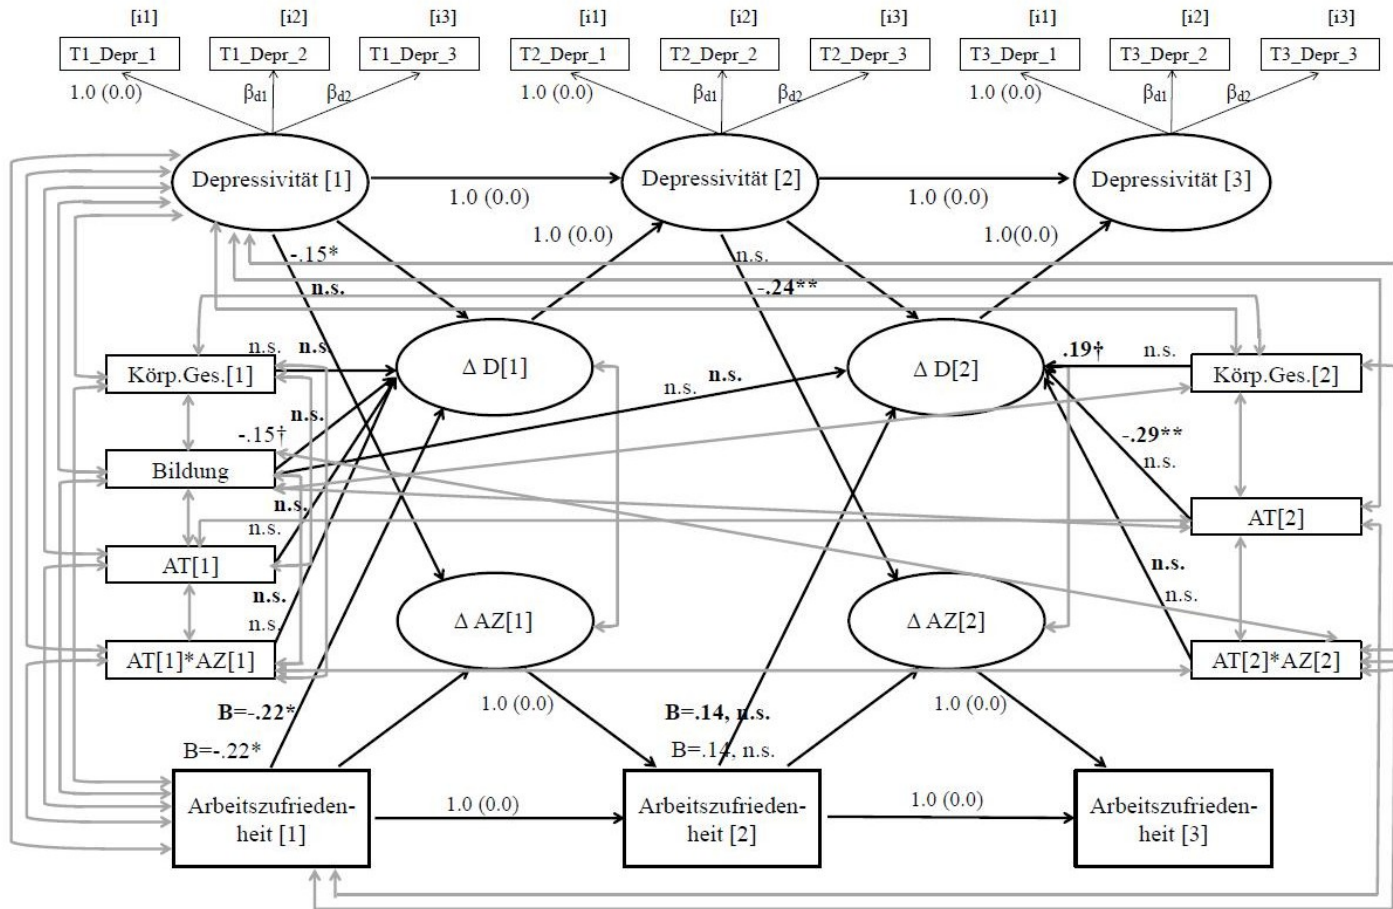 [i1] [i2] [i3] [i1] [i2] [i3] [i1] [i2] [i3]
T1_Depr_1 T1_Depr_2 T1_Depr_3 T2_Depr_1 T2_Depr_2 T2_Depr_3 T3_Depr_1 T3_Depr_2 T3_Depr_3
1.0 (0.0) βd1 βd2 1.0 (0.0) βd1 βd2 1.0 (0.0) βd1 βd2
Depressivität [1] Depressivität [2] Depressivität [3]
1.0 (0.0) 1.0 (0.0)
1.0 (0.0) 1.0(0.0)
-.15* n.s.
n.s. -.24**
n.s. n.s. .19† n.s.
Körp.Ges.[1] Δ D[1] Δ D[2] Körp.Ges.[2]
n.s. n.s. n.s.
-.15† -.29**
Bildung n.s.
n.s.
n.s. AT[2]
AT[1] n.s.
n.s. n.s.
n.s. Δ AZ[1] Δ AZ[2]
AT[1]*AZ[1] AT[2]*AZ[2]
B=-.22* 1.0 (0.0) B=.14, n.s. 1.0 (0.0)
B=-.22* B=.14, n.s.
Arbeitszufrieden- 1.0 (0.0) Arbeitszufrieden- 1.0 (0.0) Arbeitszufrieden-
heit [1] heit [2] heit [3]